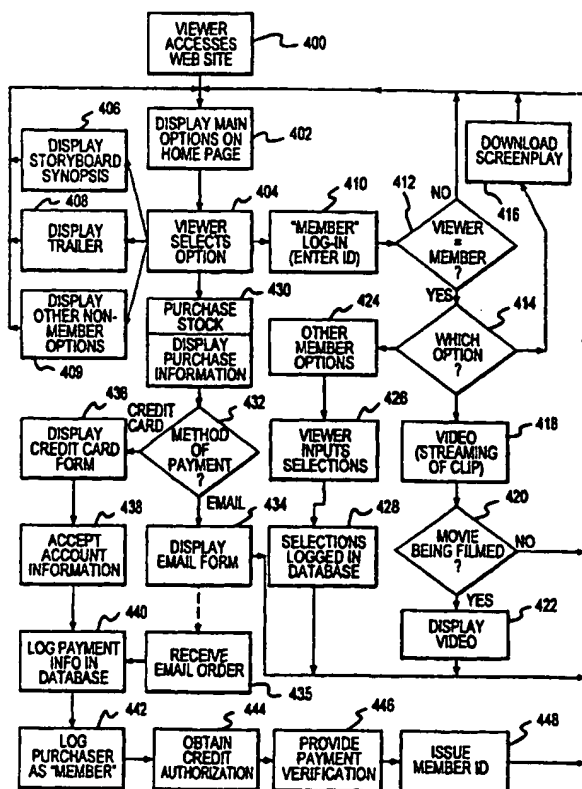 VIEWER
ACCESSES
WEB SITE
400
406
DISPLAY
STORYBOARD
SYNOPSIS
DISPLAY MAIN
OPTIONS ON
HOME PAGE
402
DOWNLOAD
SCREENPLAY
416
408
DISPLAY
TRAILER
404
VIEWER
SELECTS
OPTION
410
"MEMBER"
LOG-IN
(ENTER ID)
412
NO
VIEWER
=
MEMBER
?
YES
DISPLAY
OTHER NON-
MEMBER
OPTIONS
409
430
PURCHASE
STOCK
DISPLAY
PURCHASE
INFORMATION
424
OTHER
MEMBER
OPTIONS
414
WHICH
OPTION
?
436
CREDIT
CARD
DISPLAY
CREDIT CARD
FORM
432
METHOD
OF
PAYMENT
?
EMAIL
426
VIEWER
INPUTS
SELECTIONS
418
VIDEO
(STREAMING
OF CLIP)
438
ACCEPT
ACCOUNT
INFORMATION
434
DISPLAY
EMAIL FORM
428
SELECTIONS
LOGGED IN
DATABASE
420
MOVIE
BEING FILMED
?
NO
YES
440
LOG PAYMENT
INFO IN
DATABASE
RECEIVE
EMAIL ORDER
435
422
DISPLAY
VIDEO
442
LOG
PURCHASER
AS "MEMBER"
444
OBTAIN
CREDIT
AUTHORIZATION
446
PROVIDE
PAYMENT
VERIFICATION
448
ISSUE
MEMBER ID